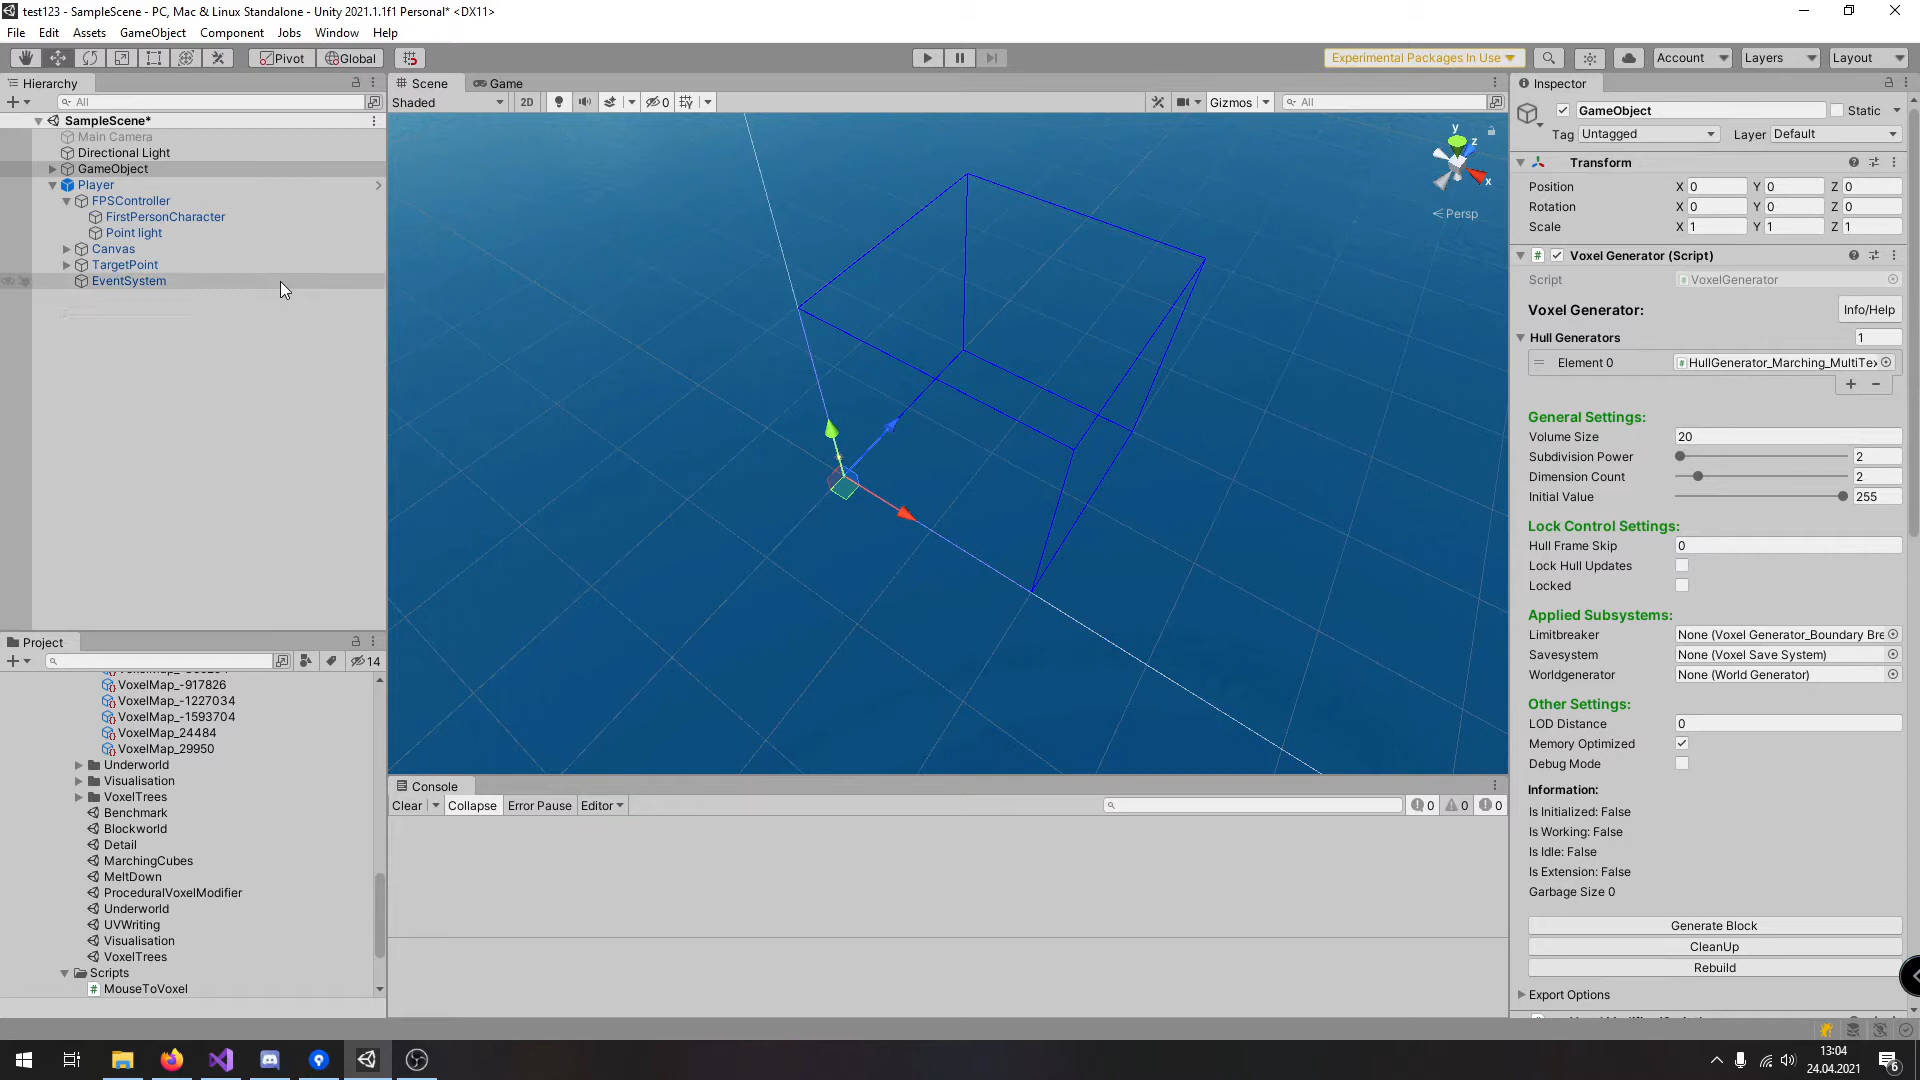 test123 - SampleScene - PC, Mac & Linux Standalone - Unity 2021.1.1f1 Personal* <DX11>
File Edit Assets GameObject Component Jobs Window Help
Pivot Global Experimental Packages In Use Account Layers Layout
Hierarchy
All
SampleScene*
Main Camera
Directional Light
GameObject
Player
FPSController
FirstPersonCharacter
Point light
Canvas
TargetPoint
EventSystem
Project
14
VoxelMap_-917826
VoxelMap_-1227034
VoxelMap_-1593704
VoxelMap_24484
VoxelMap_29950
Underworld
Visualisation
VoxelTrees
Benchmark
Blockworld
Detail
MarchingCubes
MeltDown
ProceduralVoxelModifier
Underworld
UVWriting
Visualisation
VoxelTrees
Scripts
MouseToVoxel
Scene Game
Shaded 2D 0 Gizmos All
y
z
x
Persp
Console
Clear Collapse Error Pause Editor 0 0 0
Inspector
GameObject Static
Tag Untagged Layer Default
Transform
Position X 0 Y 0 Z 0
Rotation X 0 Y 0 Z 0
Scale X 1 Y 1 Z 1
Voxel Generator (Script)
Script VoxelGenerator
Voxel Generator: Info/Help
Hull Generators 1
Element 0 HullGenerator_Marching_MultiTex
General Settings:
Volume Size 20
Subdivision Power 2
Dimension Count 2
Initial Value 255
Lock Control Settings:
Hull Frame Skip 0
Lock Hull Updates
Locked
Applied Subsystems:
Limitbreaker None (Voxel Generator_Boundary Bre
Savesystem None (Voxel Save System)
Worldgenerator None (World Generator)
Other Settings:
LOD Distance 0
Memory Optimized
Debug Mode
Information:
Is Initialized: False
Is Working: False
Is Idle: False
Is Extension: False
Garbage Size 0
Generate Block
CleanUp
Rebuild
Export Options
13:04
24.04.2021
6